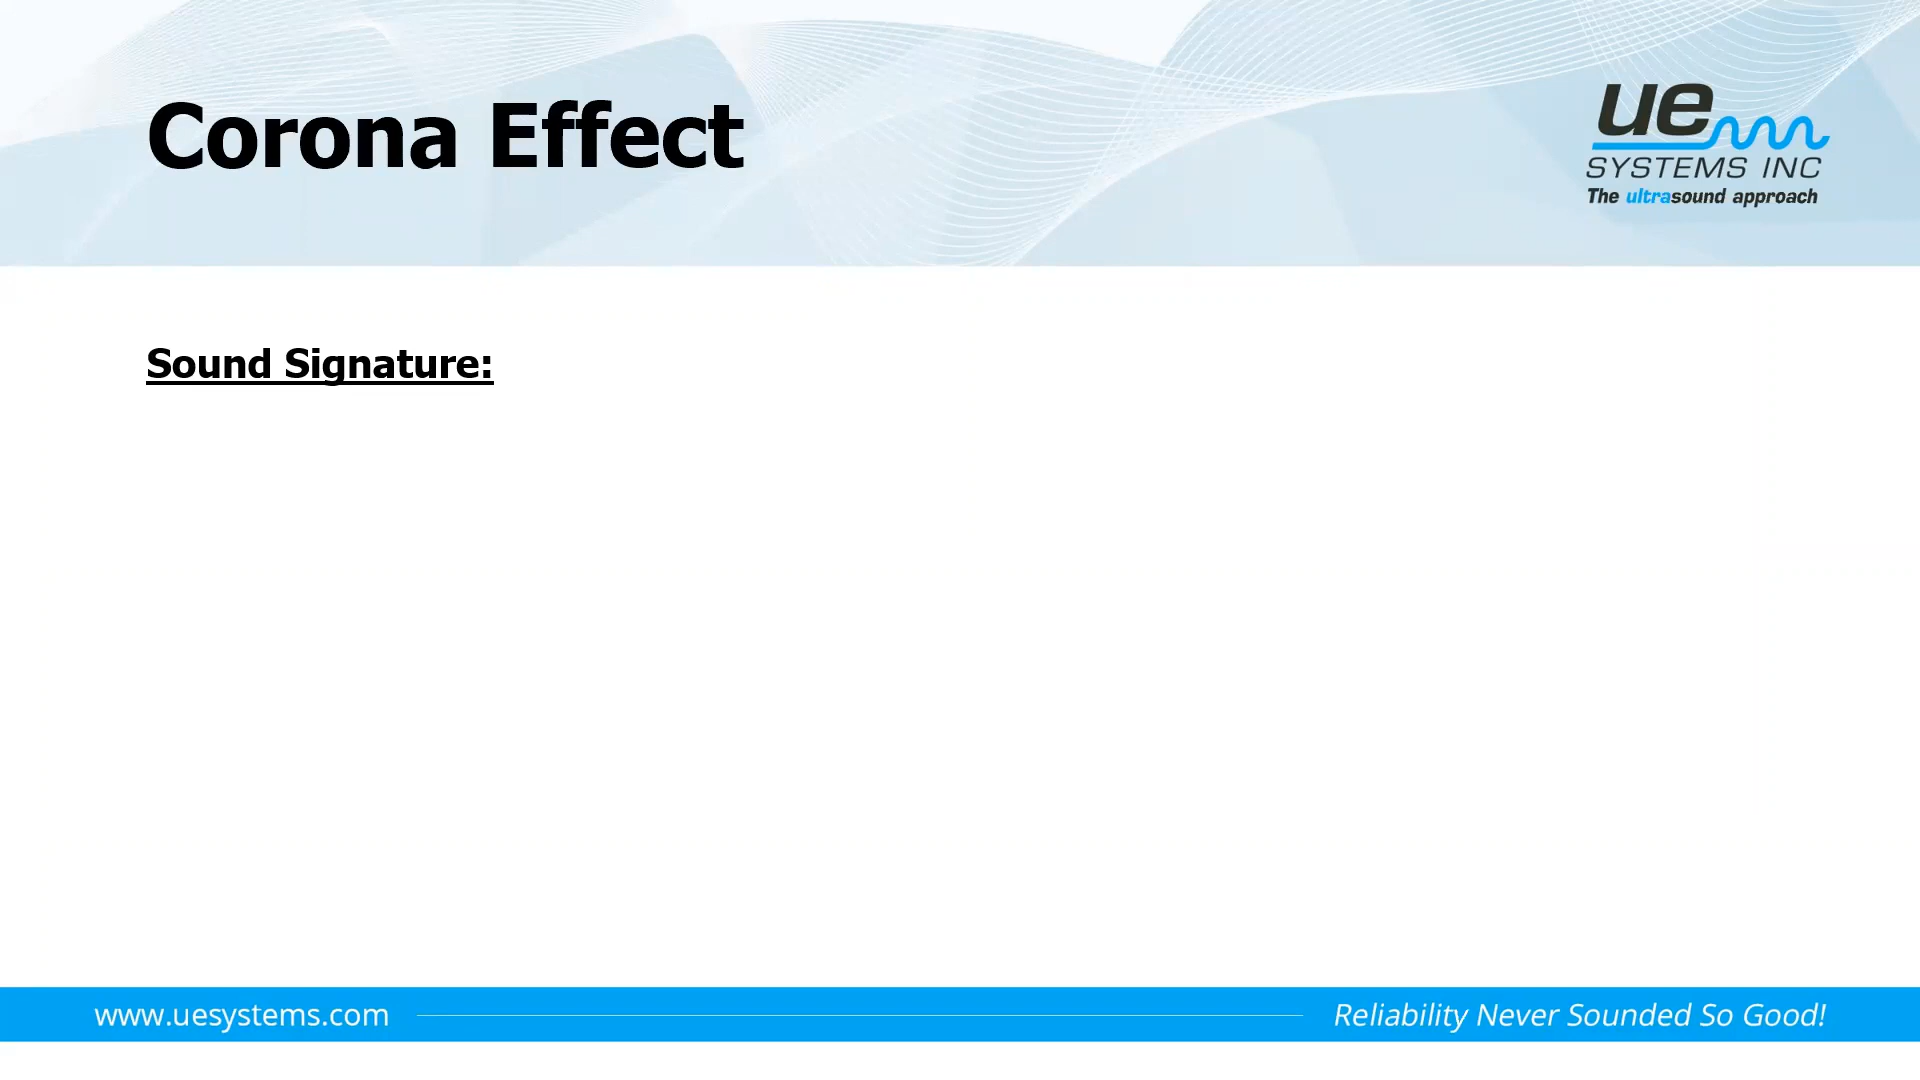 Corona Effect
ue
SYSTEMS INC
The ultrasound approach
Sound Signature:
www.uesystems.com
Reliability Never Sounded So Good!